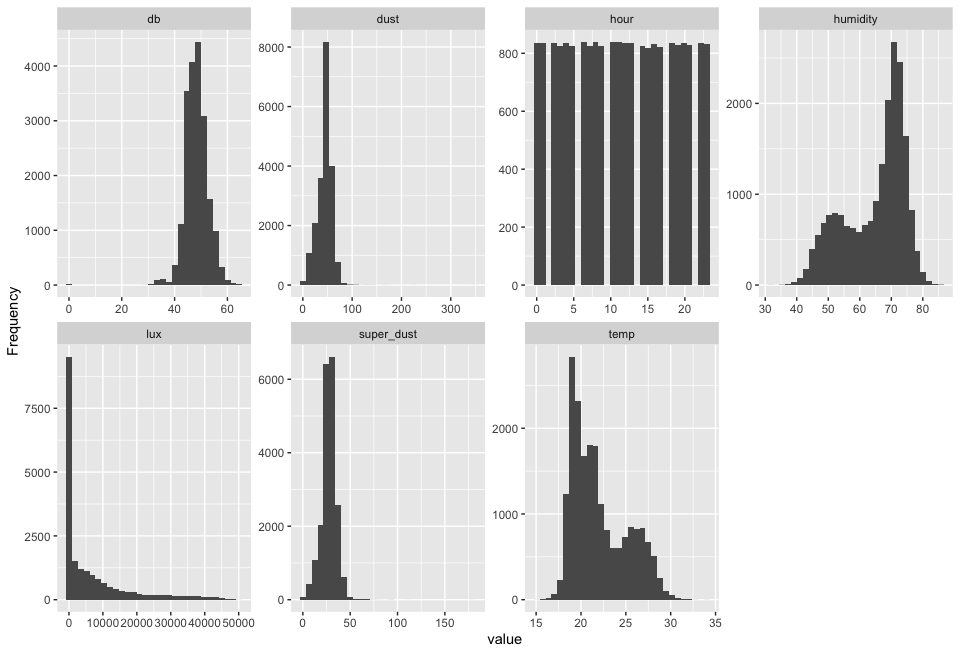 db dust hour humidity
4000
3000
2000
1000
0
8000
6000
4000
2000
0
800
600
400
200
0
2000
1000
0
0 20 40 60
0 100 200 300
0 5 10 15 20
30 40 50 60 70 80
Frequency
lux super_dust temp
7500
5000
2500
0
6000
4000
2000
0
2000
1000
0
0 10000 20000 30000 40000 50000
0 50 100 150
15 20 25 30 35
value